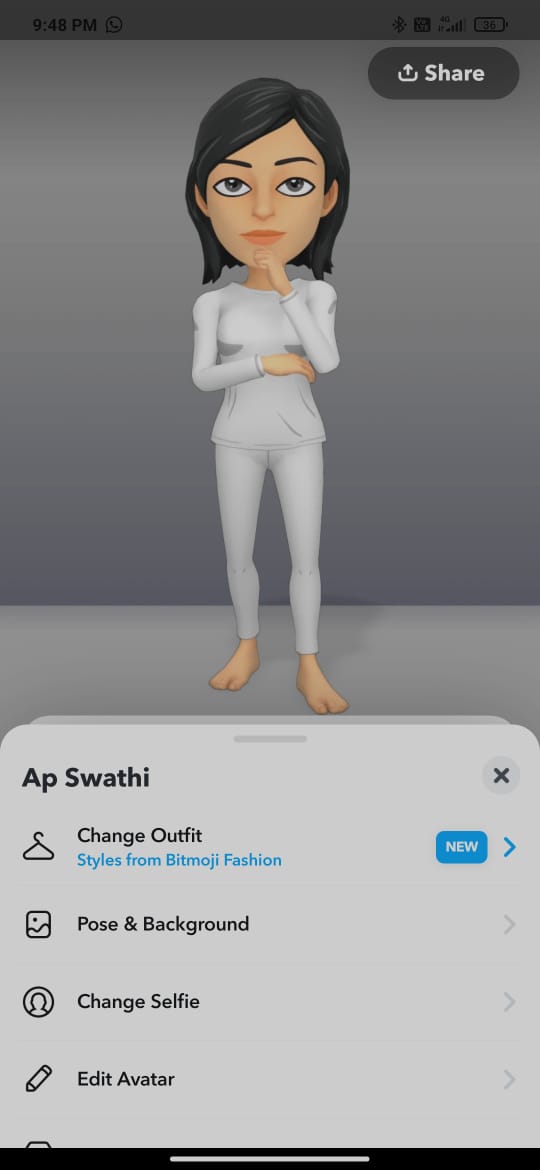 9:48 PM
4G
36
Share
Ap Swathi
Change Outfit
Styles from Bitmoji Fashion
NEW
Pose & Background
Change Selfie
Edit Avatar